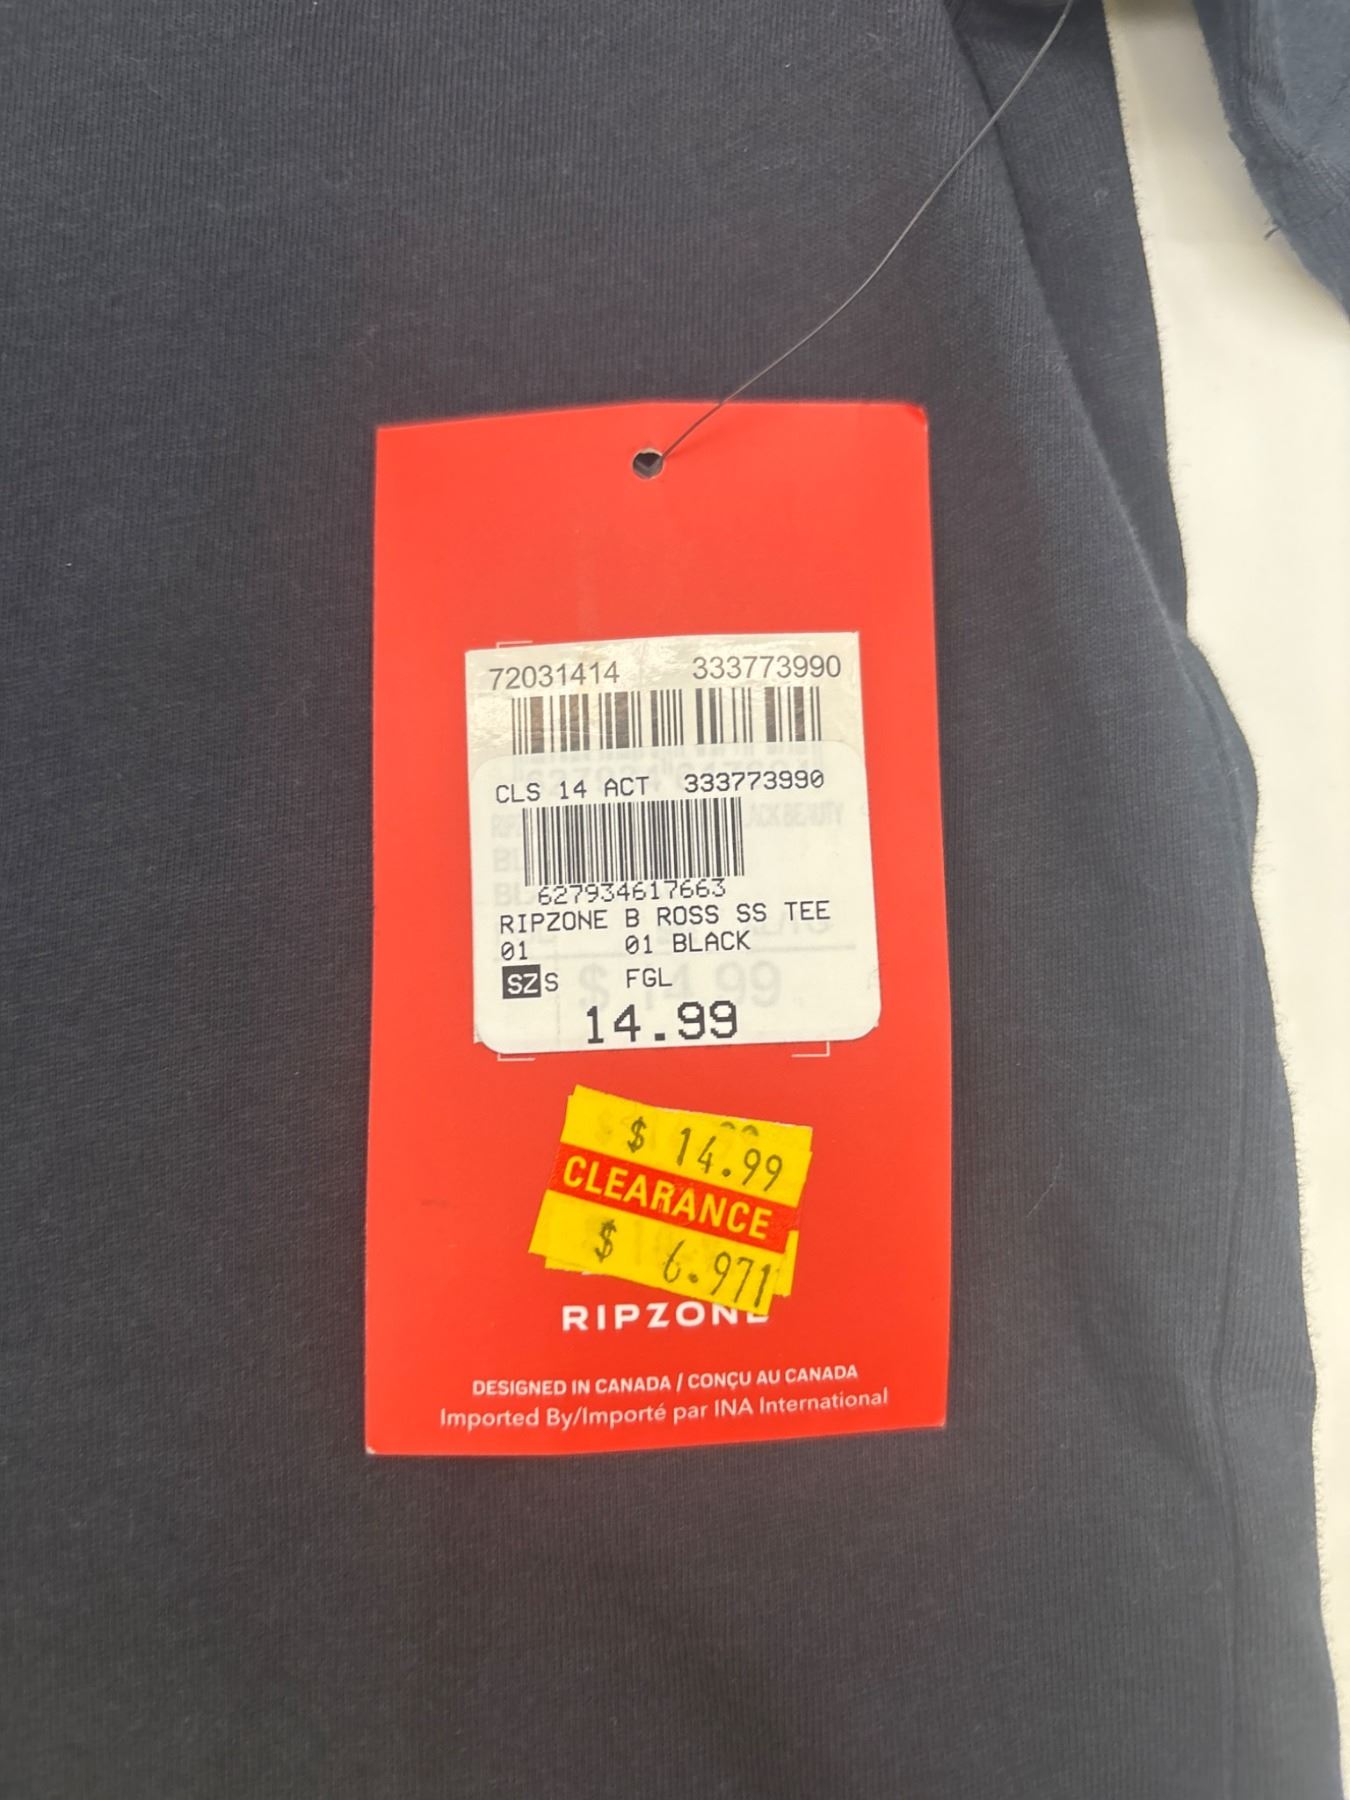 72031414 333773990
CLS 14 ACT 333773990
627934617663
RIPZONE B ROSS SS TEE
01 01 BLACK
SZ S FGL
14.99
$ 14.99
CLEARANCE
$ 6.971
RIPZONE
DESIGNED IN CANADA / CONÇU AU CANADA
Imported By/Importé par INA International